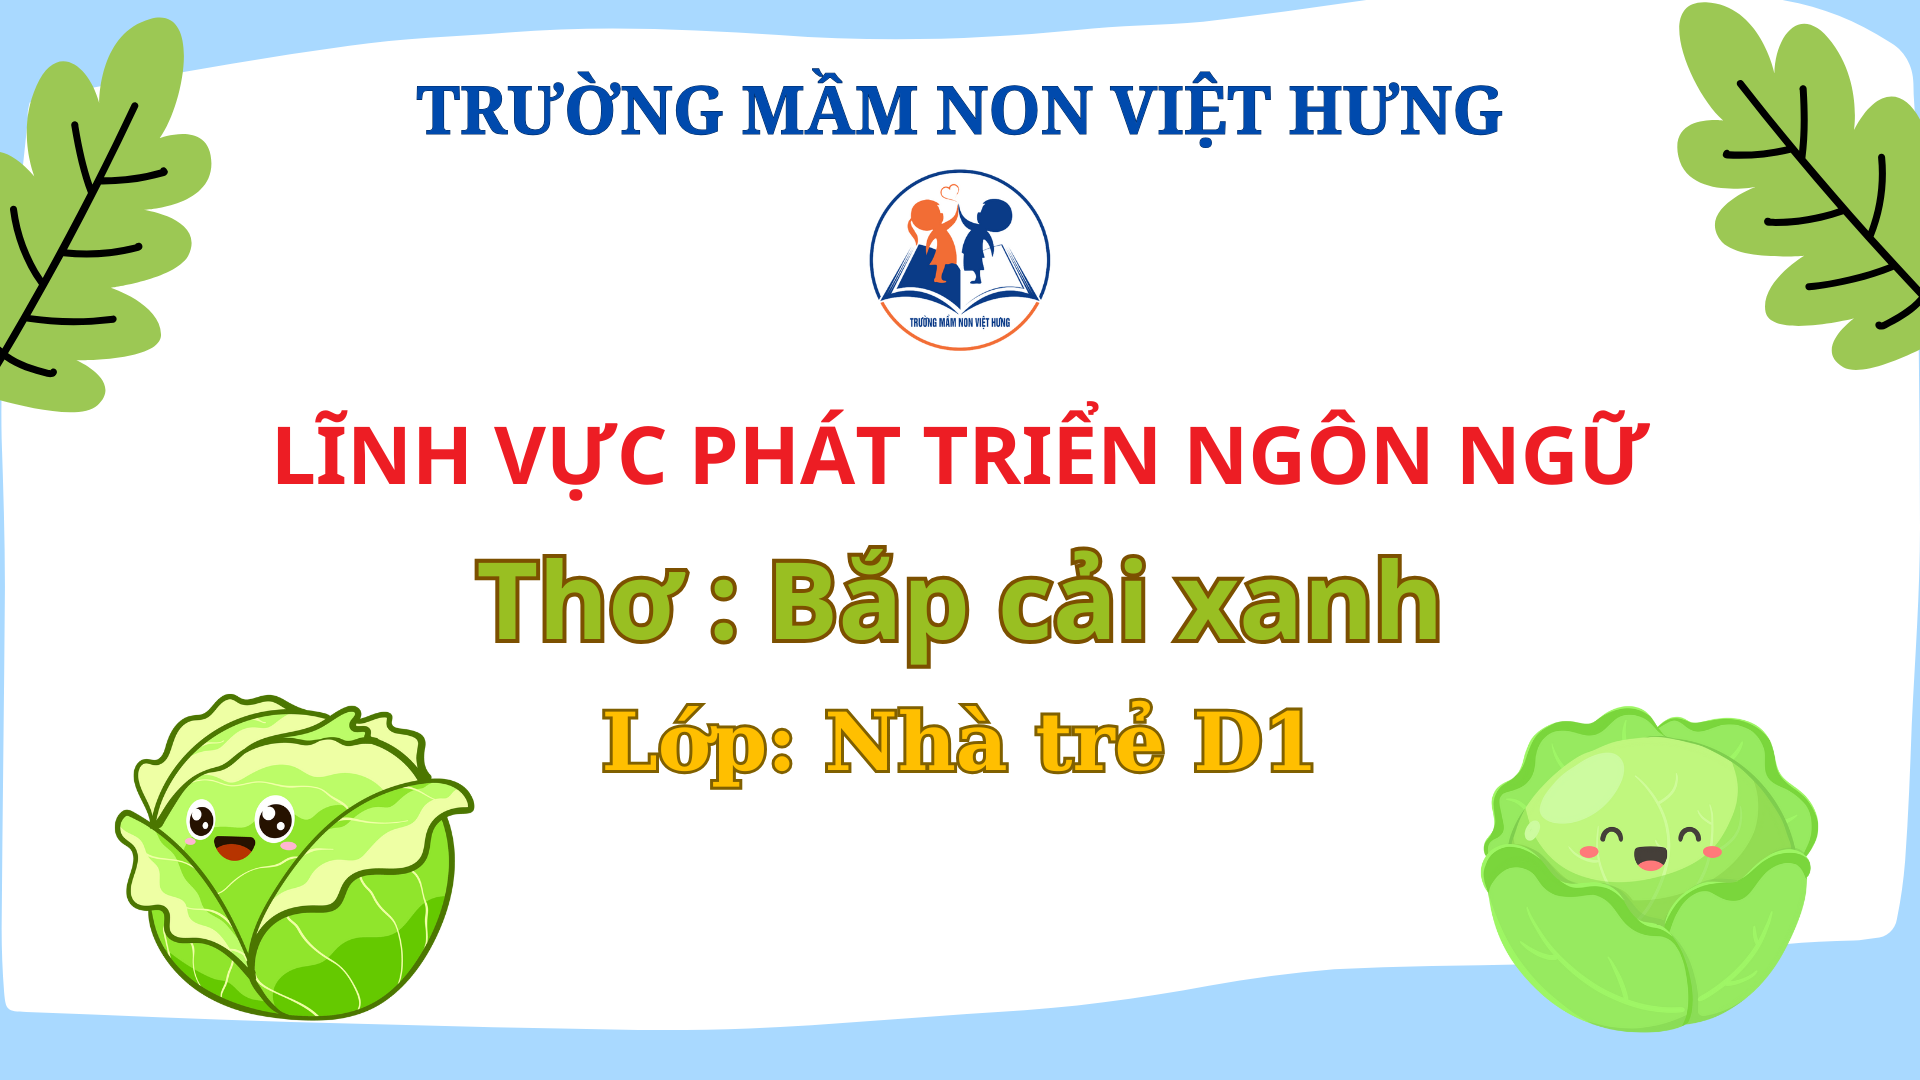 TRƯỜNG MẦM NON VIỆT HƯNG
TRƯỜNG MẦM NON VIỆT HƯNG
LĨNH VỰC PHÁT TRIỂN NGÔN NGỮ
Thơ : Bắp cải xanh
Lớp: Nhà trẻ D1